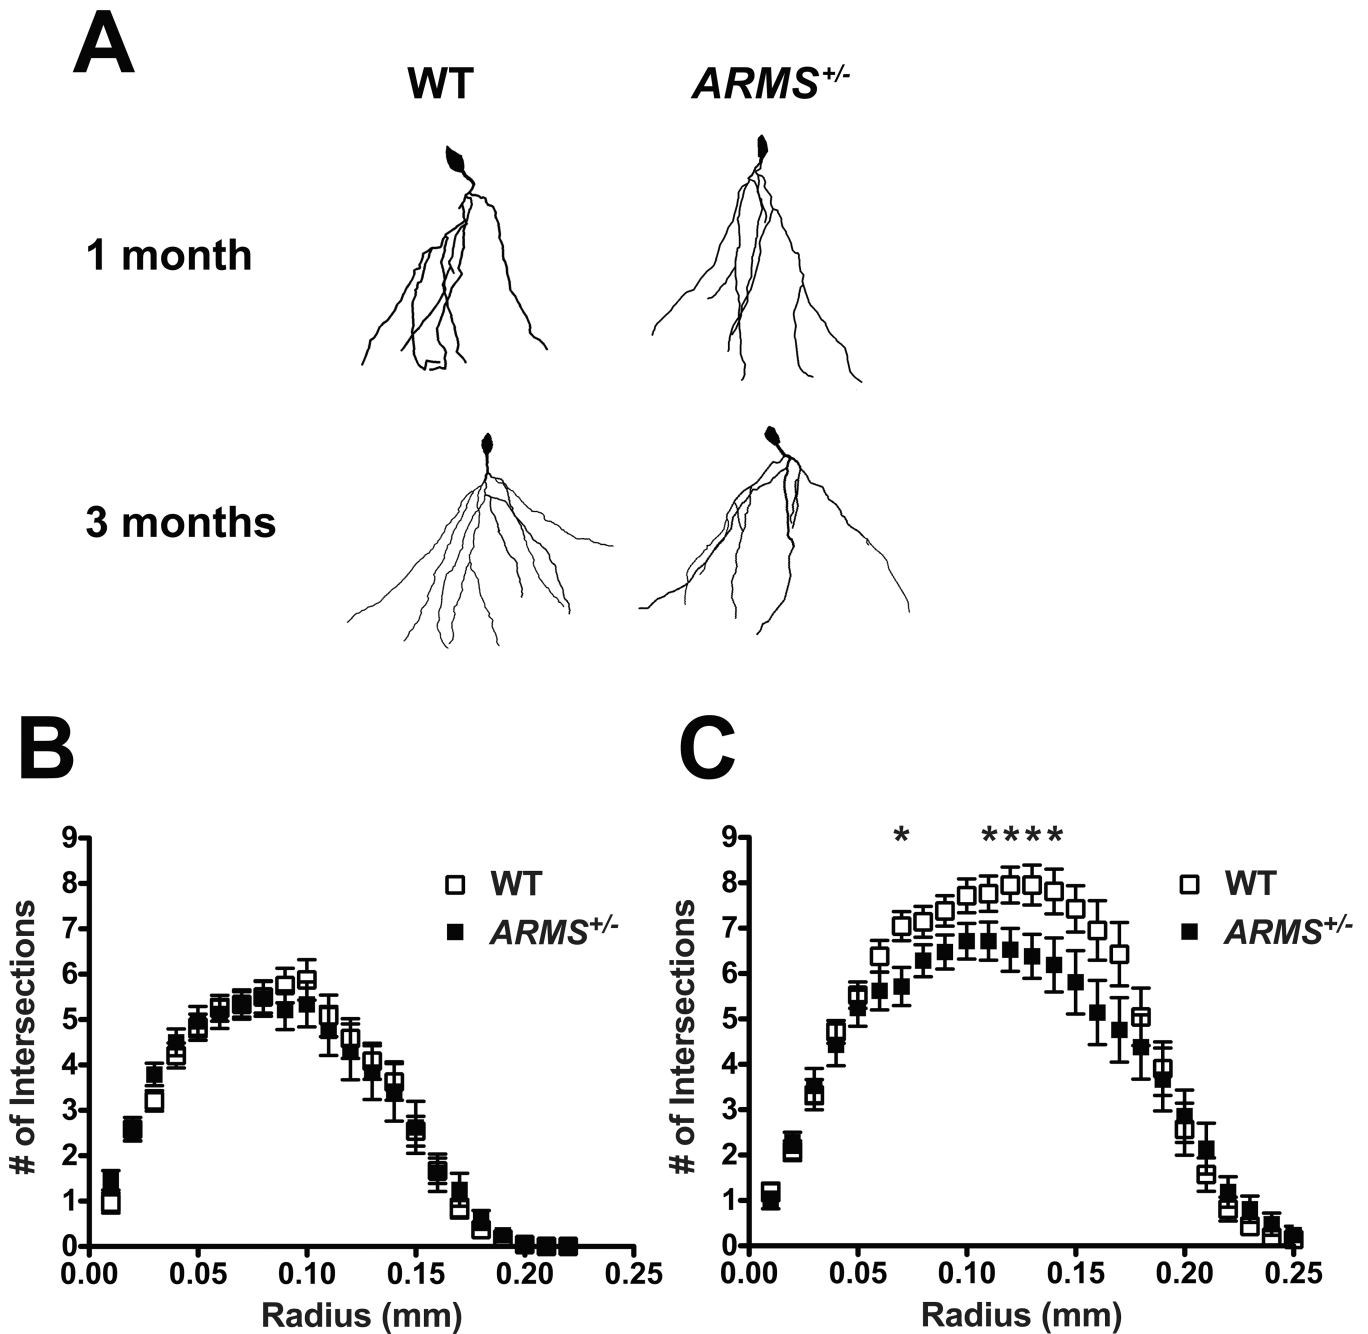 A
WT
ARMS+/-
1 month
3 months
B
# of Intersections
9
8
7
6
5
4
3
2
1
0
WT
ARMS+/-
0.00 0.05 0.10 0.15 0.20 0.25
Radius (mm)
C
# of Intersections
9
8
7
6
5
4
3
2
1
0
* * * * *
WT
ARMS+/-
0.00 0.05 0.10 0.15 0.20 0.25
Radius (mm)